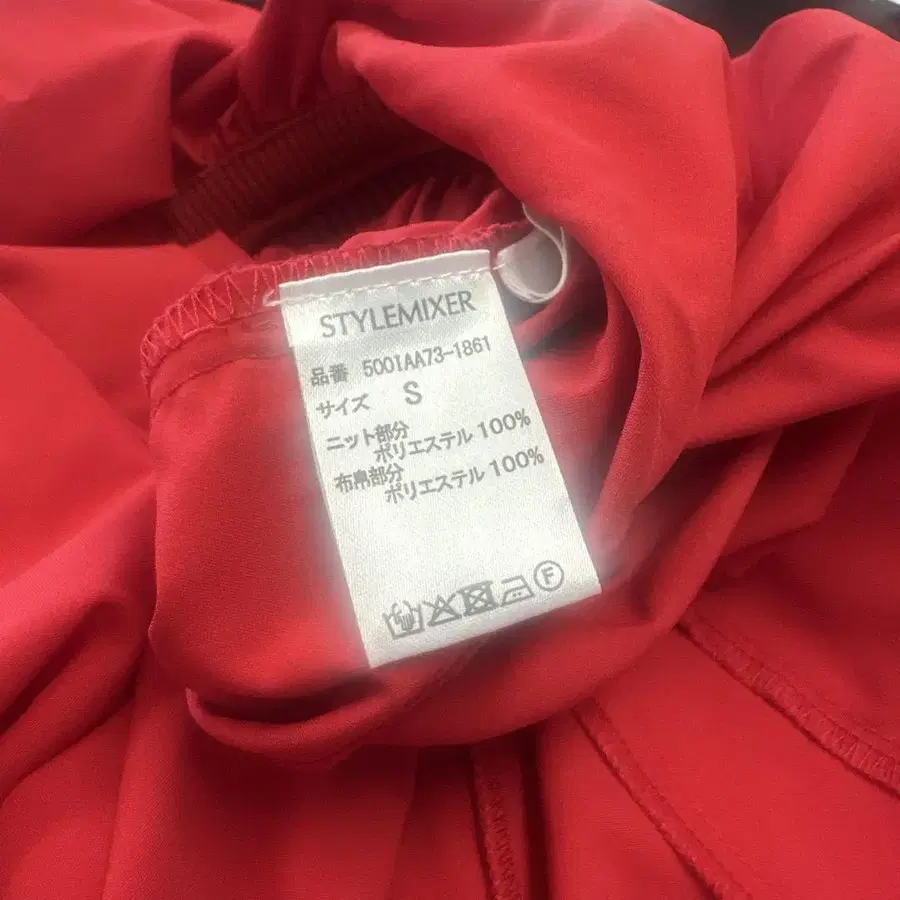 STYLEMIXER
品番 5001AA73-1861
サイズ S
ニット部分
ポリエステル 100%
布帛部分
ポリエステル 100%
F